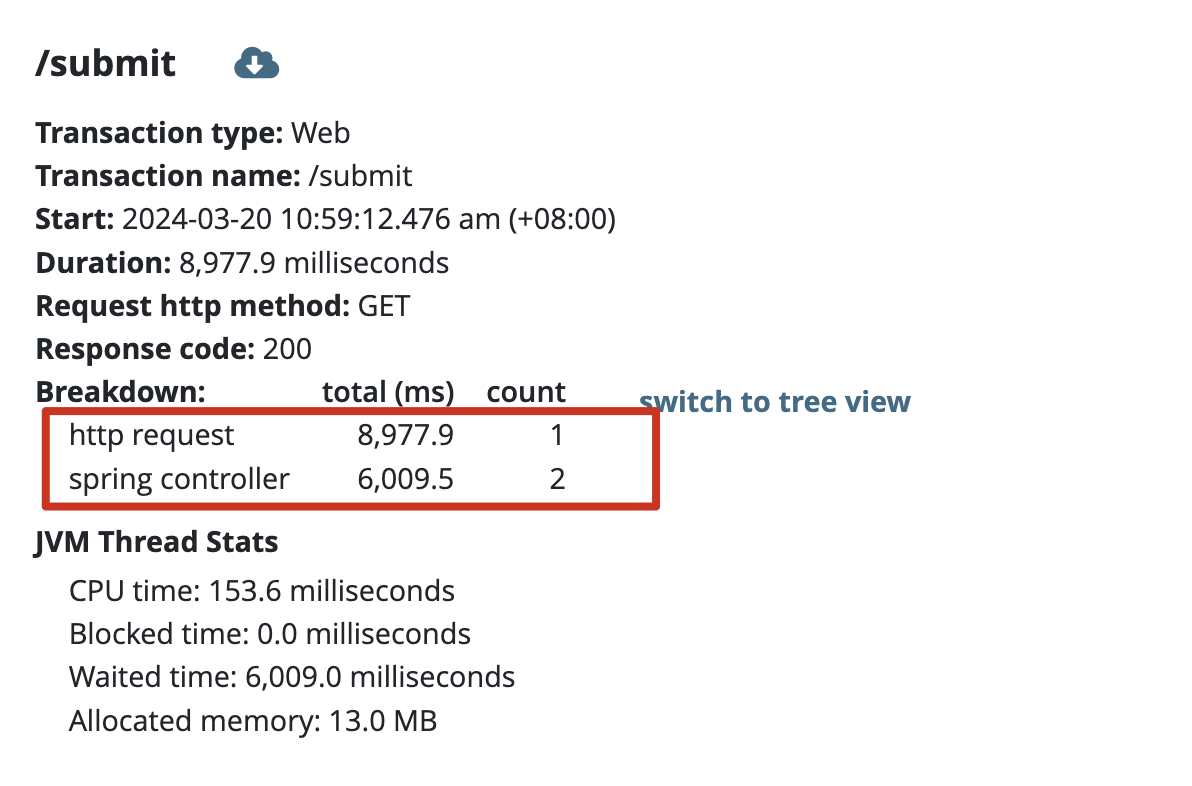 /submit
Transaction type: Web
Transaction name: /submit
Start: 2024-03-20 10:59:12.476 am (+08:00)
Duration: 8,977.9 milliseconds
Request http method: GET
Response code: 200
Breakdown: total (ms) count switch to tree view
http request 8,977.9 1
spring controller 6,009.5 2
JVM Thread Stats
CPU time: 153.6 milliseconds
Blocked time: 0.0 milliseconds
Waited time: 6,009.0 milliseconds
Allocated memory: 13.0 MB